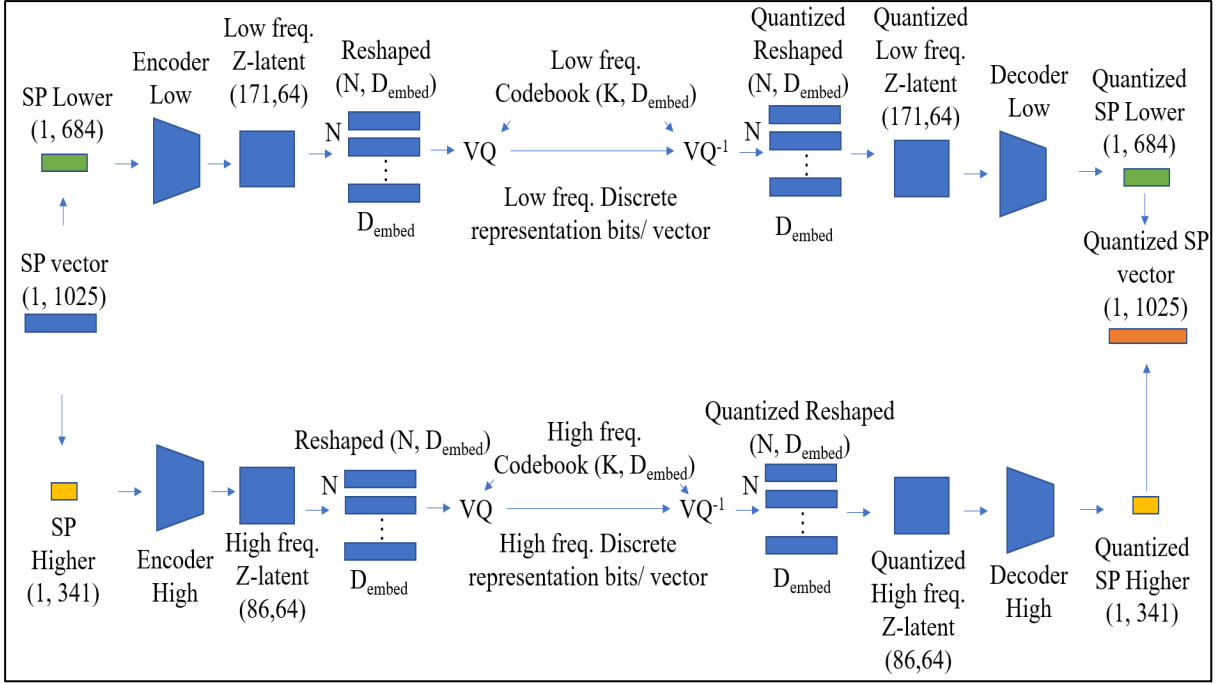 SP Lower
(1, 684)
Encoder
Low
Low freq.
Z-latent
(171,64)
Reshaped
(N, Dembed)
N
Dembed
Low freq.
Codebook (K, Dembed)
VQ
VQ-1
Low freq. Discrete
representation bits/ vector
Quantized
Reshaped
(N, Dembed)
N
Dembed
Quantized
Low freq.
Z-latent
(171,64)
Decoder
Low
Quantized
SP Lower
(1, 684)
SP vector
(1, 1025)
Quantized SP
vector
(1, 1025)
SP
Higher
(1, 341)
Encoder
High
High freq.
Z-latent
(86,64)
Reshaped (N, Dembed)
N
Dembed
High freq.
Codebook (K, Dembed)
VQ
VQ-1
High freq. Discrete
representation bits/ vector
Quantized Reshaped
(N, Dembed)
N
Dembed
Quantized
High freq.
Z-latent
(86,64)
Decoder
High
Quantized
SP Higher
(1, 341)